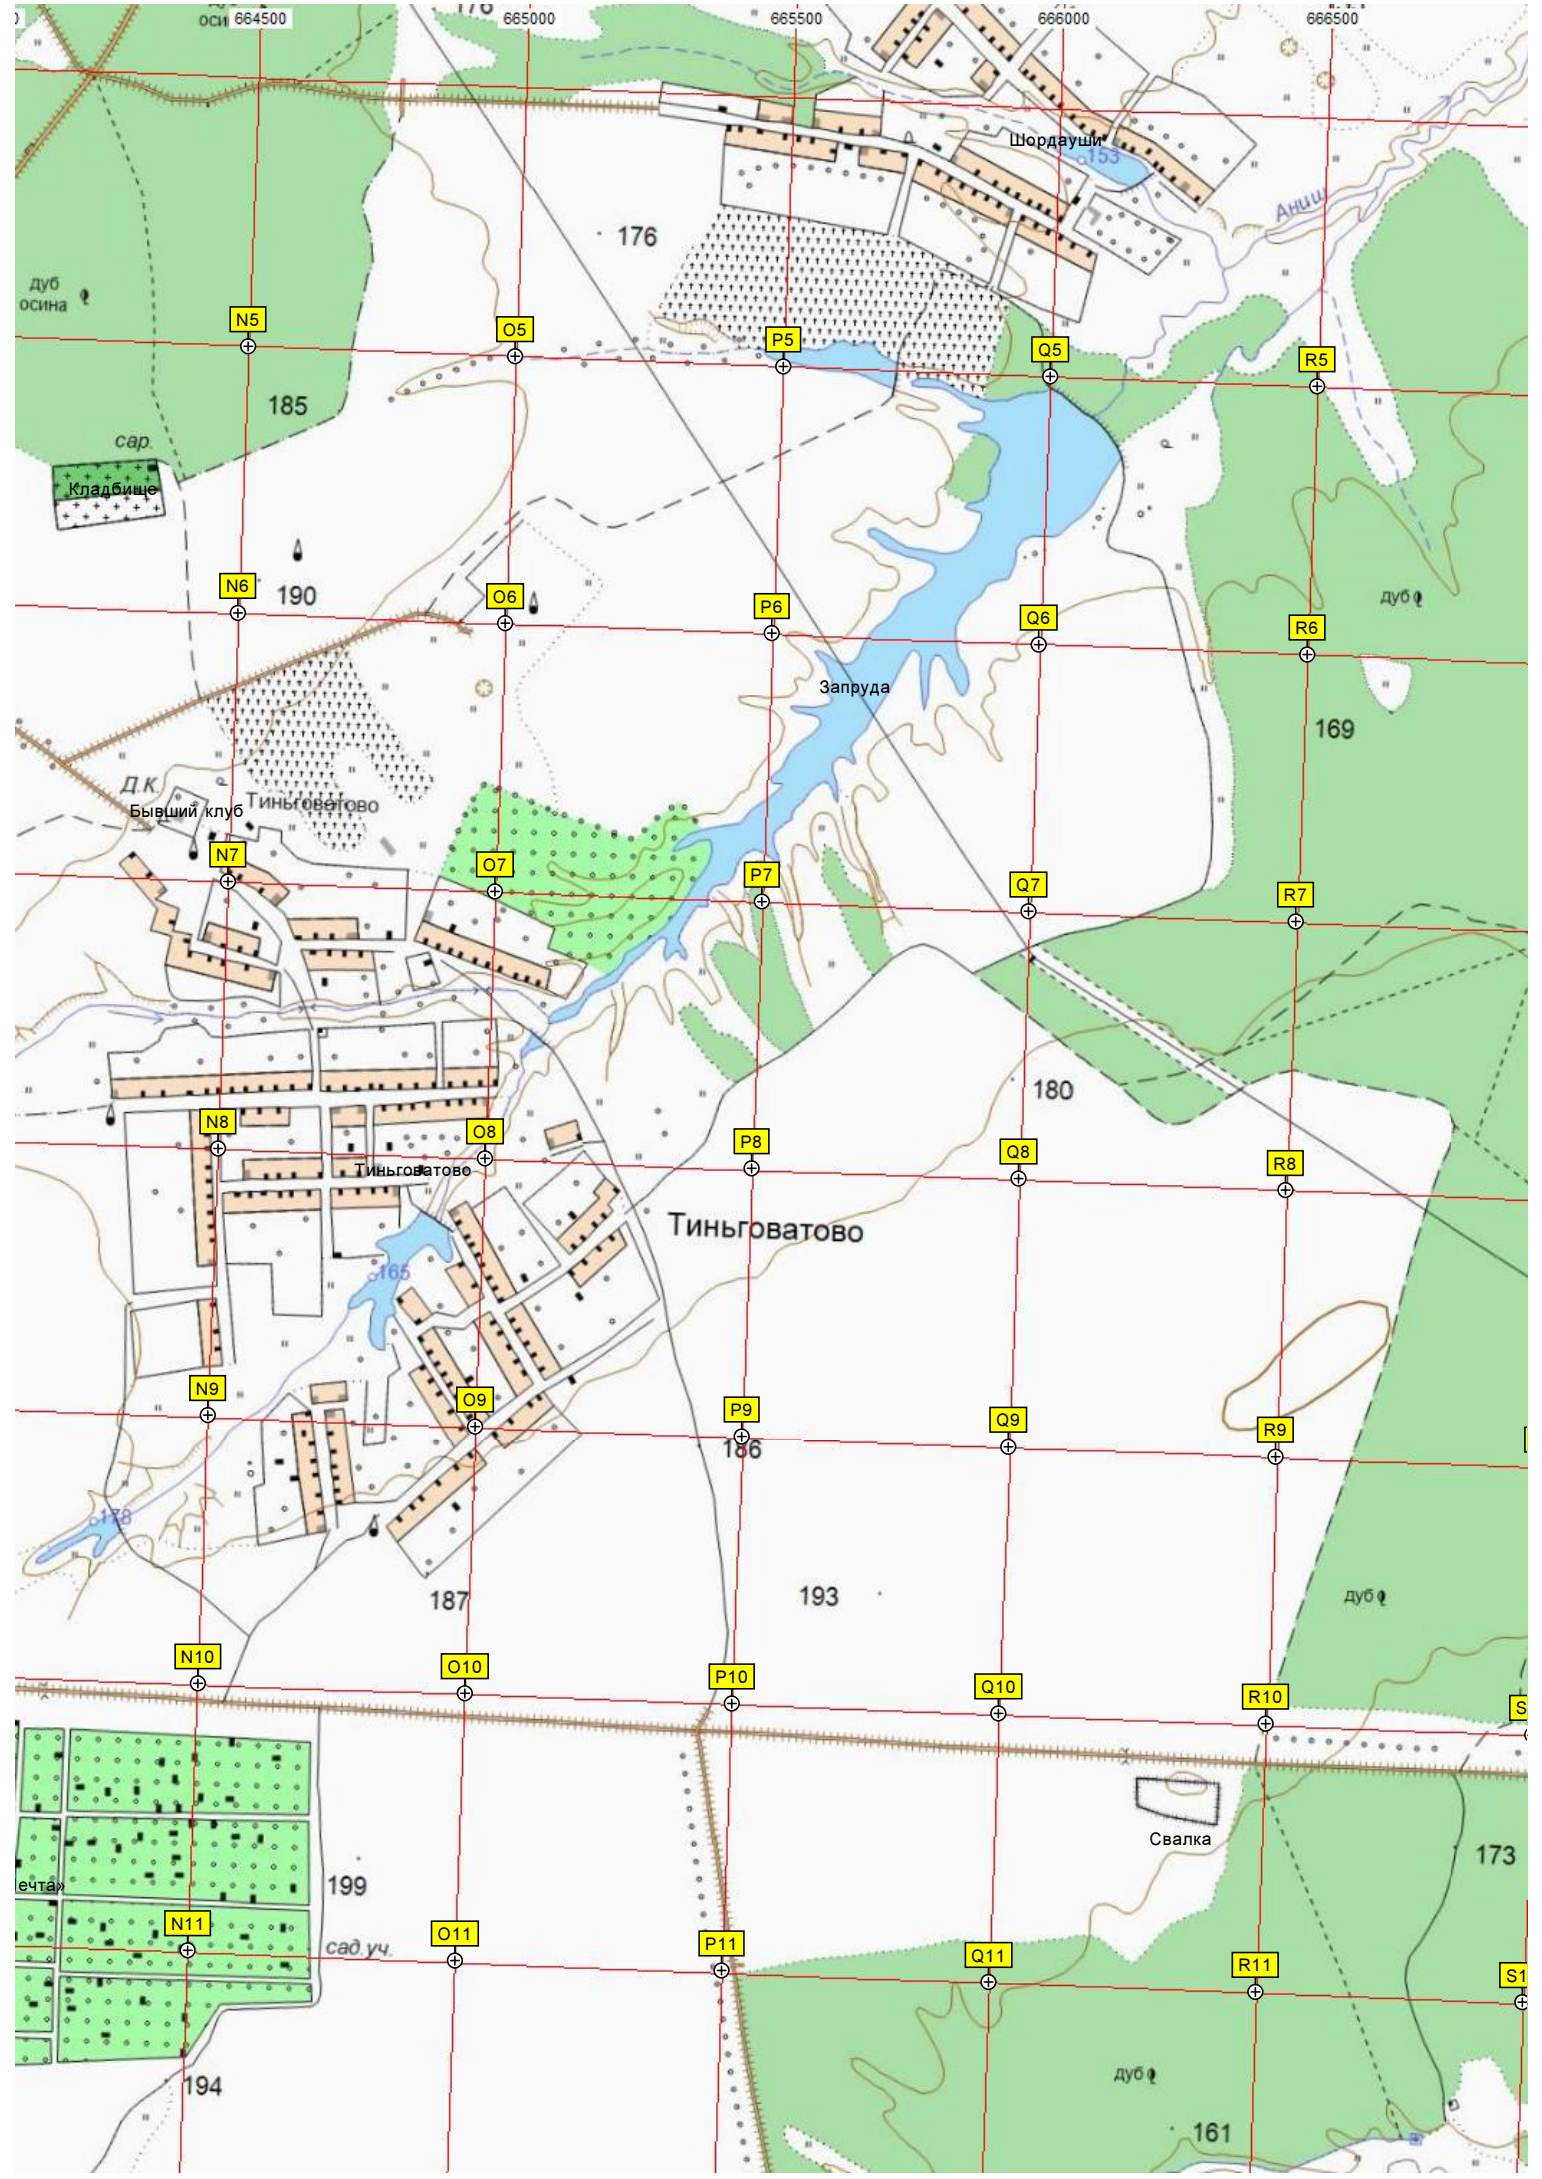 664500
665000
665500
666000
666500
176
Шордауши
153
Аниш
176
дуб
осина
N5
O5
P5
Q5
R5
185
сар.
Кладбише
N6
190
O6
P6
Q6
R6
дуб
Запруда
169
Д.К.
Бывший клуб
Тиньговатово
N7
O7
P7
Q7
R7
180
N8
O8
P8
Q8
R8
Тиньговатово
Тиньговатово
165
N9
O9
P9
Q9
R9
186
178
187
193
дуб
N10
O10
P10
Q10
R10
S
Свалка
173
ечта»
199
N11
сад.уч.
O11
P11
Q11
R11
S1
194
дуб
161